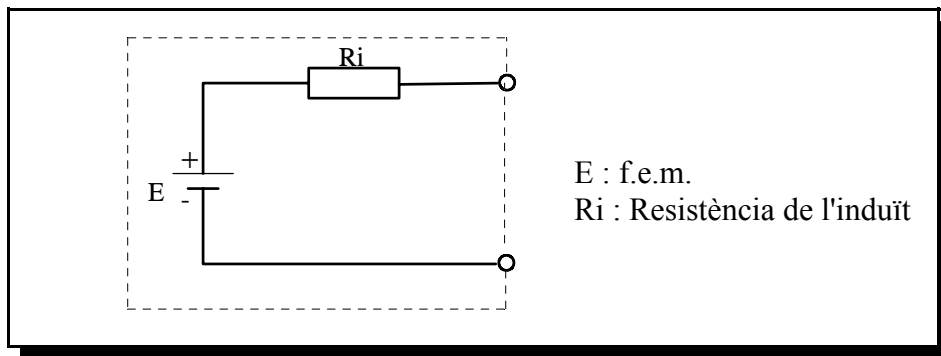 Ri
+
E
-
E : f.e.m.
Ri : Resistència de l'induït